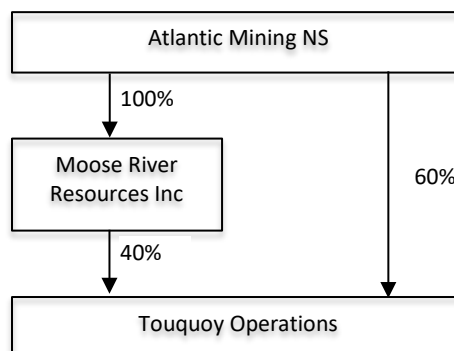 Atlantic Mining NS
100%
Moose River
Resources Inc
60%
40%
Touquoy Operations